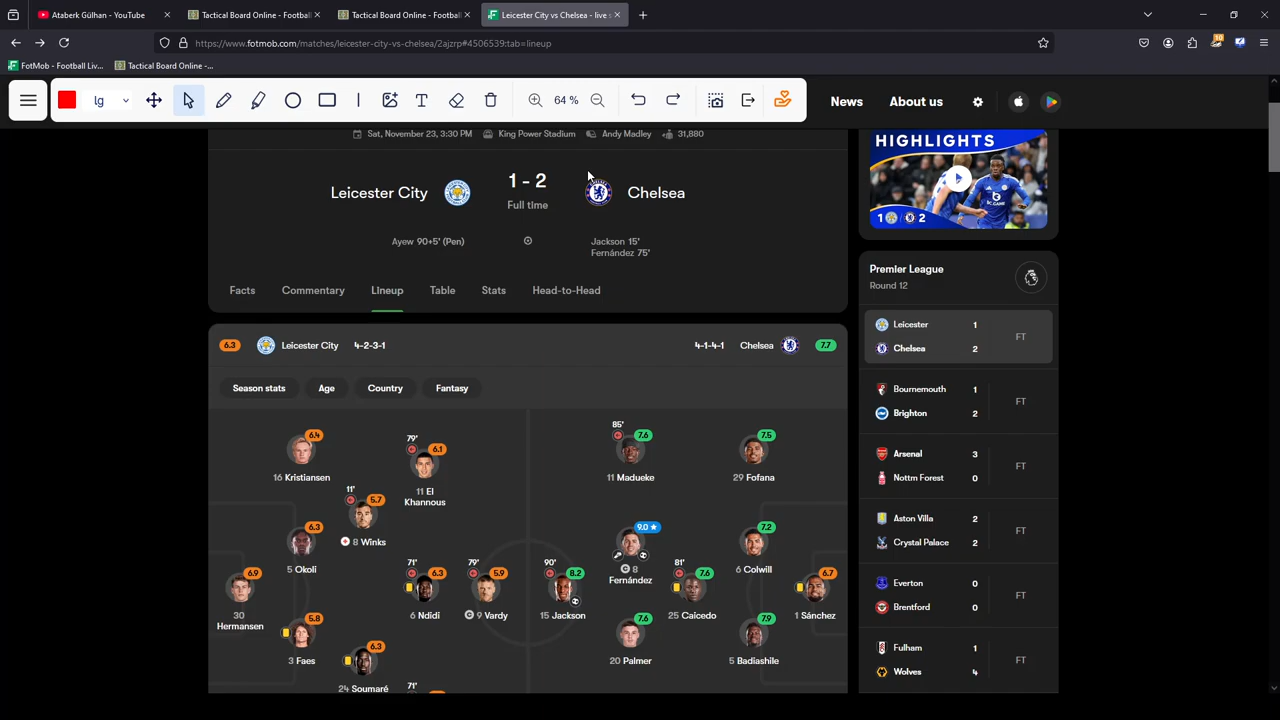 Ataberk Gülhan - YouTube
Tactical Board Online - Footbal
Tactical Board Online - Footbal
Leicester City vs Chelsea - live s
https://www.fotmob.com/matches/leicester-city-vs-chelsea/2ajzrp#4506539:tab=lineup
10
FotMob - Football Liv...
Tactical Board Online -...
lg
64 %
News
About us
Sat, November 23, 3:30 PM
King Power Stadium
Andy Madley
31,880
HIGHLIGHTS
1
2
Leicester City
1 - 2
Full time
Chelsea
Ayew 90+5' (Pen)
Jackson 15'
Fernández 75'
Facts
Commentary
Lineup
Table
Stats
Head-to-Head
Premier League
Round 12
Leicester 1
Chelsea 2
FT
6.3
Leicester City
4-2-3-1
4-1-4-1
Chelsea
7.7
Season stats
Age
Country
Fantasy
Bournemouth 1
Brighton 2
FT
Arsenal 3
Nottm Forest 0
FT
Aston Villa 2
Crystal Palace 2
FT
Everton 0
Brentford 0
FT
Fulham 1
Wolves 4
FT
6.4
16 Kristiansen
79'
6.1
11 El
Khannous
85'
7.6
11 Madueke
7.5
29 Fofana
11'
5.7
8 Winks
6.3
5 Okoli
9.0
C 8
Fernández
7.2
6 Colwill
6.9
30
Hermansen
71'
6.3
6 Ndidi
79'
5.9
C 9 Vardy
90'
8.2
15 Jackson
81'
7.6
25 Caicedo
6.7
1 Sánchez
5.8
3 Faes
6.3
24 Soumaré
7.6
20 Palmer
7.9
5 Badiashile
71'